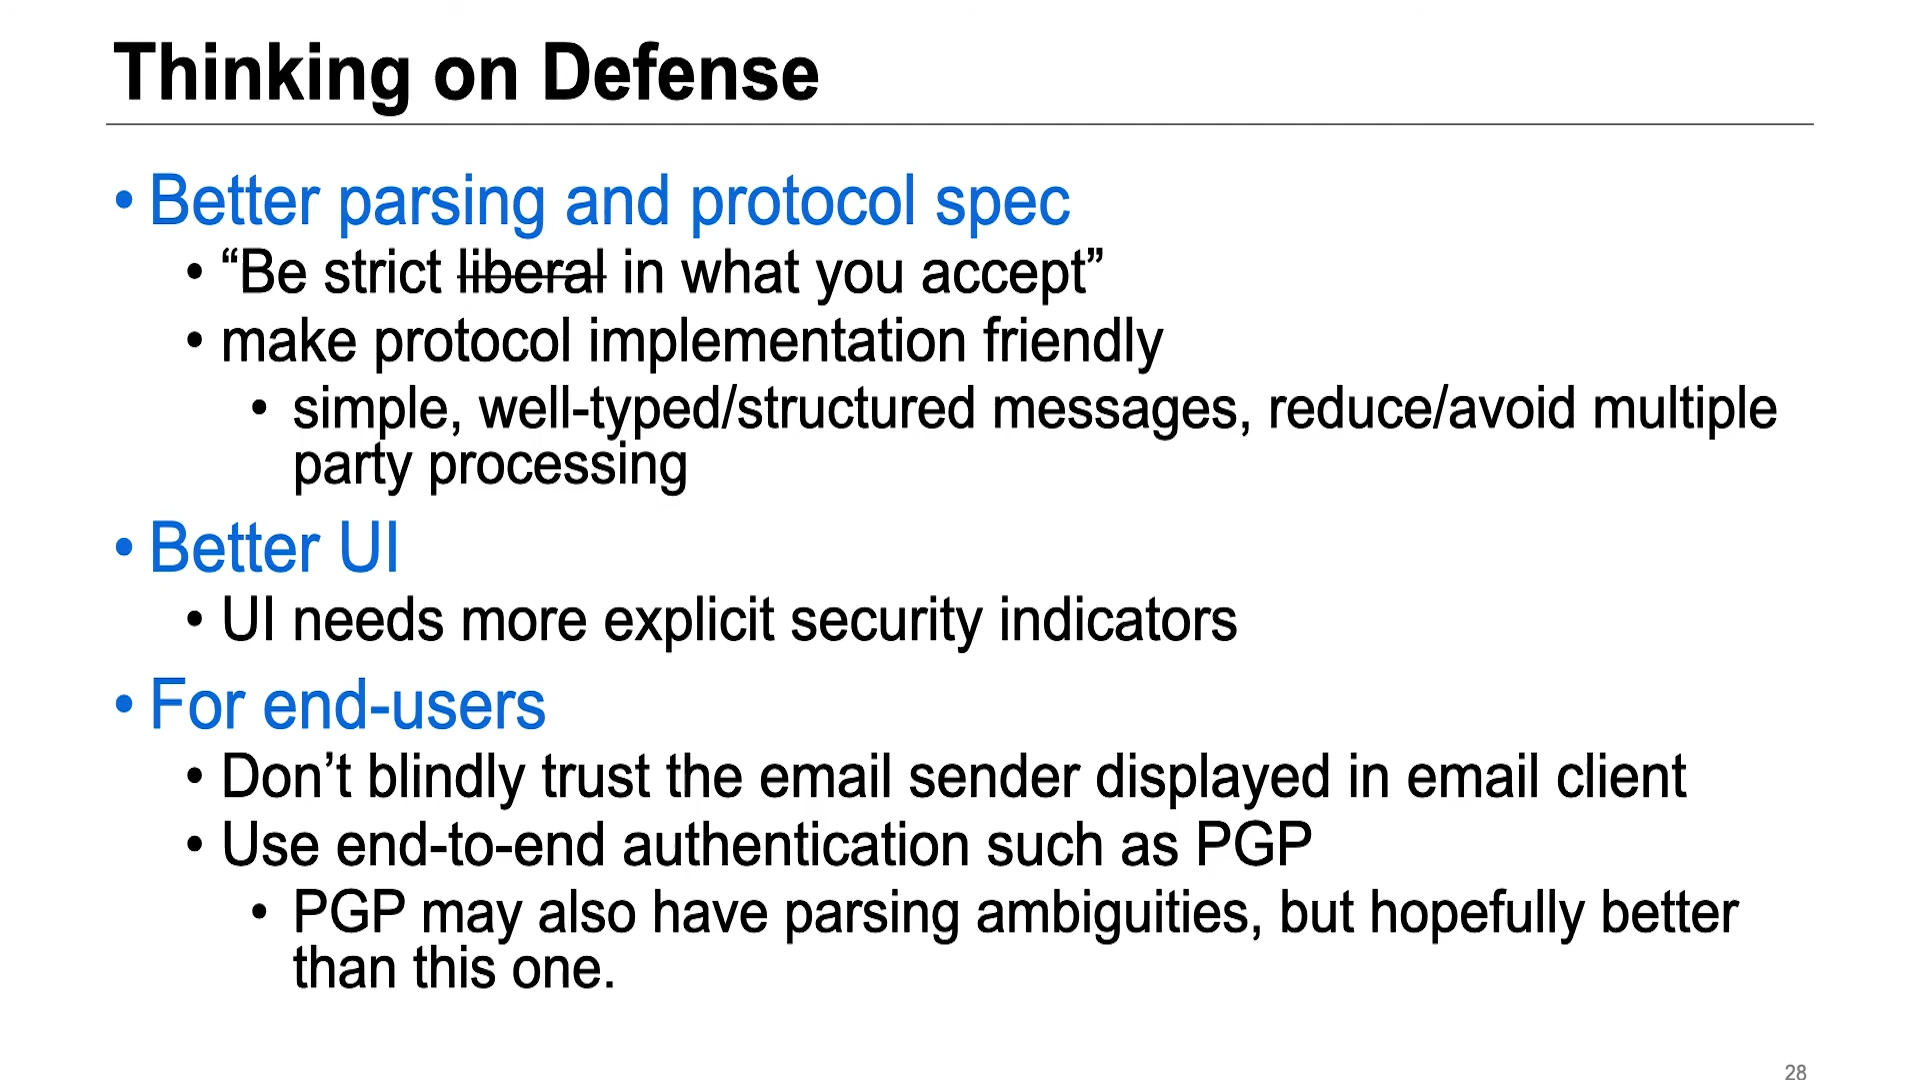 Thinking on Defense
• Better parsing and protocol spec
• “Be strict liberal in what you accept”
• make protocol implementation friendly
• simple, well-typed/structured messages, reduce/avoid multiple
party processing
• Better UI
• UI needs more explicit security indicators
• For end-users
• Don’t blindly trust the email sender displayed in email client
• Use end-to-end authentication such as PGP
• PGP may also have parsing ambiguities, but hopefully better
than this one.
28